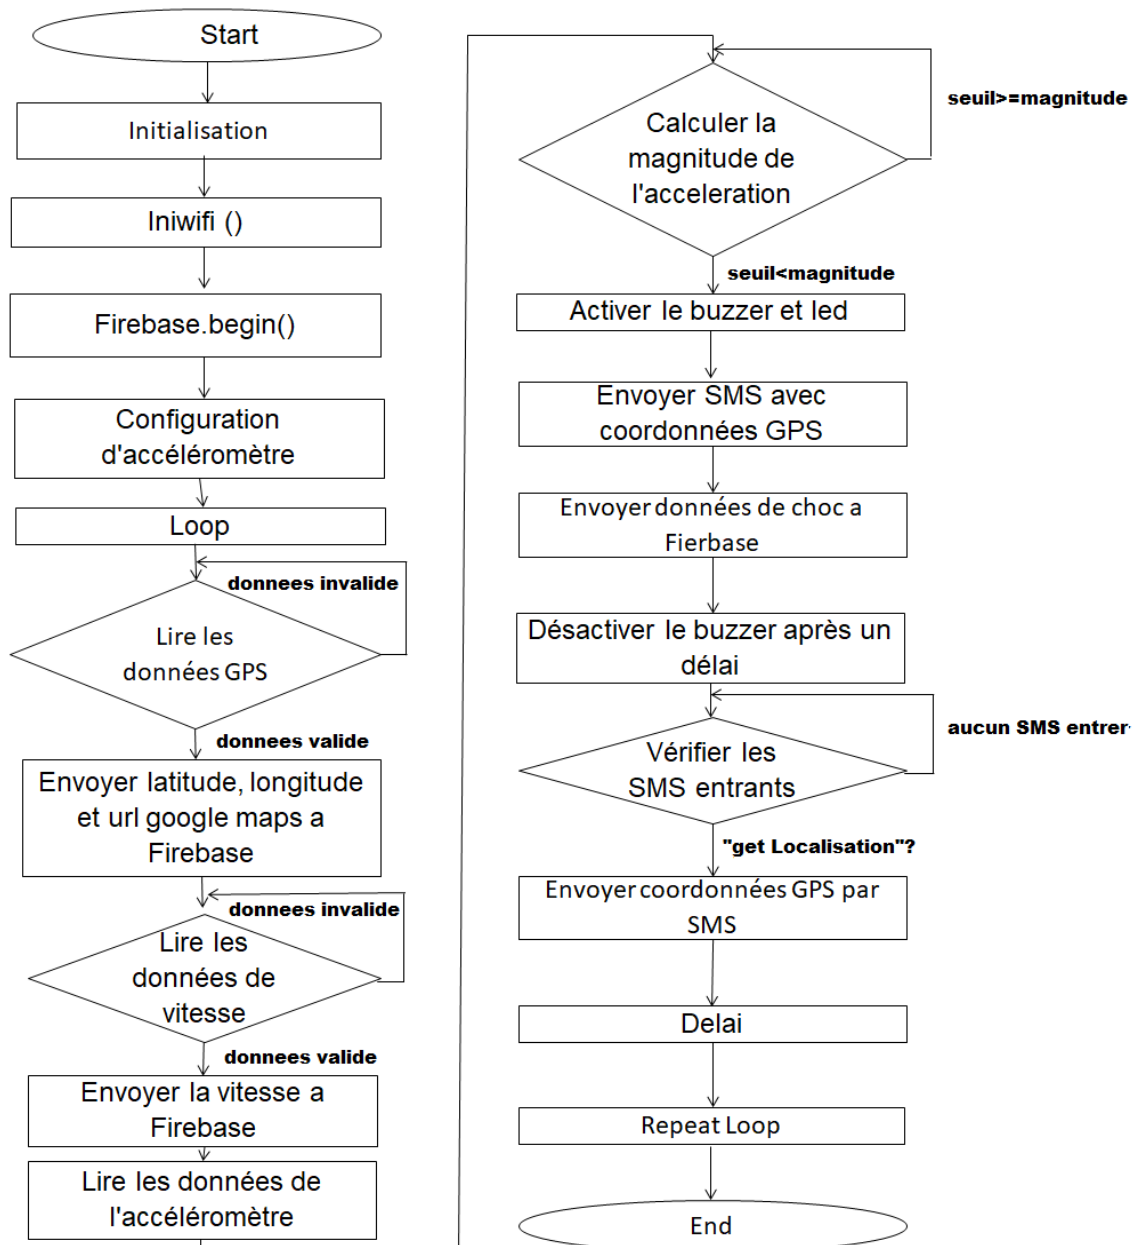 Start
Initialisation
Iniwifi ()
Firebase.begin()
Configuration
d'accéléromètre
Loop
donnees invalide
Lire les
données GPS
donnees valide
Envoyer latitude, longitude
et url google maps a
Firebase
donnees invalide
Lire les
données de
vitesse
donnees valide
Envoyer la vitesse a
Firebase
Lire les données de
l'accéléromètre
seuil>=magnitude
Calculer la
magnitude de
l'acceleration
seuil<magnitude
Activer le buzzer et led
Envoyer SMS avec
coordonnées GPS
Envoyer données de choc a
Fierbase
Désactiver le buzzer après un
délai
aucun SMS entrer
Vérifier les
SMS entrants
"get Localisation"?
Envoyer coordonnées GPS par
SMS
Delai
Repeat Loop
End